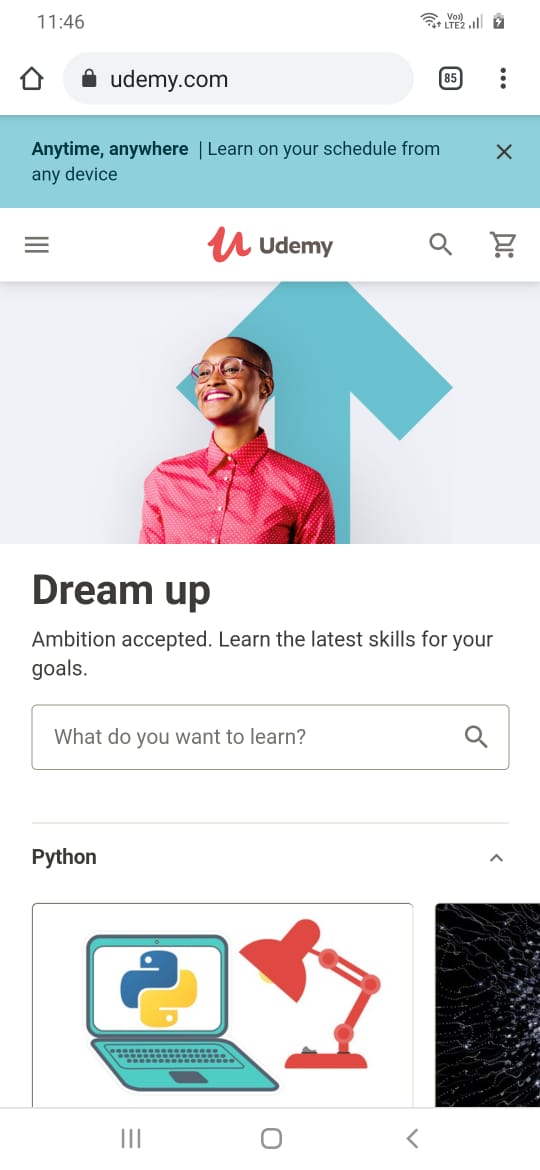 11:46
Vo))
LTE2
udemy.com
85
Anytime, anywhere | Learn on your schedule from
any device
Udemy
Dream up
Ambition accepted. Learn the latest skills for your
goals.
What do you want to learn?
Python